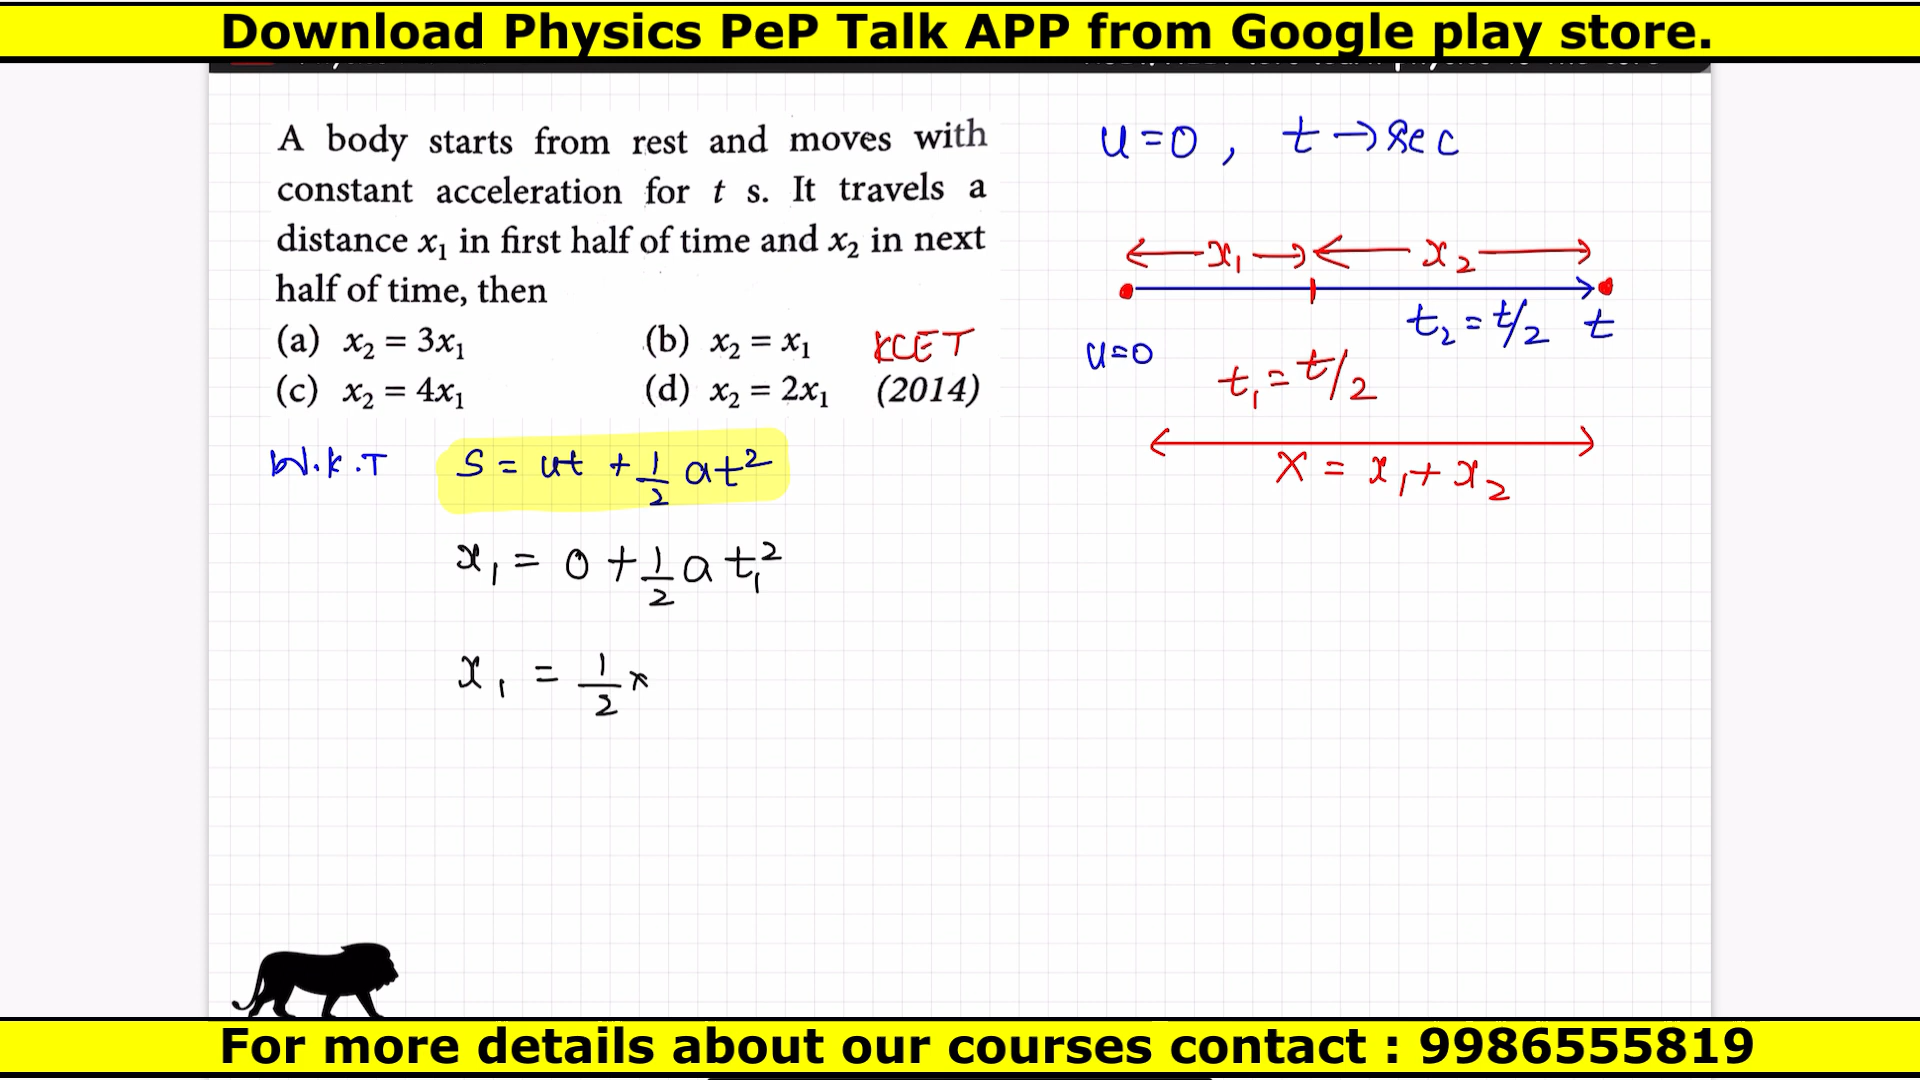 Download Physics PeP Talk APP from Google play store.
A body starts from rest and moves with
constant acceleration for t s. It travels a
distance x₁ in first half of time and x₂ in next
half of time, then
(a) x₂ = 3x₁ (b) x₂ = x₁ KCET
(c) x₂ = 4x₁ (d) x₂ = 2x₁ (2014)
W.K.T S = ut + 1/2 at²
x₁ = 0 + 1/2 a t₁²
x₁ = 1/2 ×
u=0 , t → sec
x₁ x₂
t₂ = t/2 t
u=0
t₁ = t/2
X = x₁ + x₂
For more details about our courses contact : 9986555819